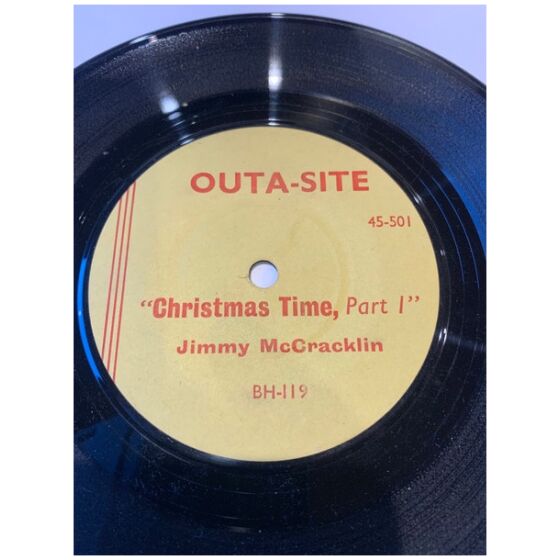 OUTA-SITE
45-501
“Christmas Time, Part 1”
Jimmy McCracklin
BH-119